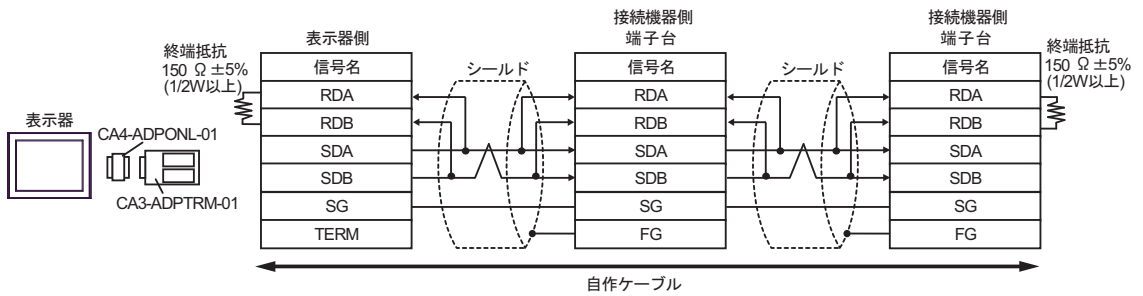 終端抵抗
150 Ω ±5%
(1/2W以上)
表示器
CA4-ADPONL-01
CA3-ADPTRM-01
表示器側
信号名
RDA
RDB
SDA
SDB
SG
TERM
シールド
接続機器側
端子台
信号名
RDA
RDB
SDA
SDB
SG
FG
シールド
接続機器側
端子台
信号名
RDA
RDB
SDA
SDB
SG
FG
終端抵抗
150 Ω ±5%
(1/2W以上)
自作ケーブル